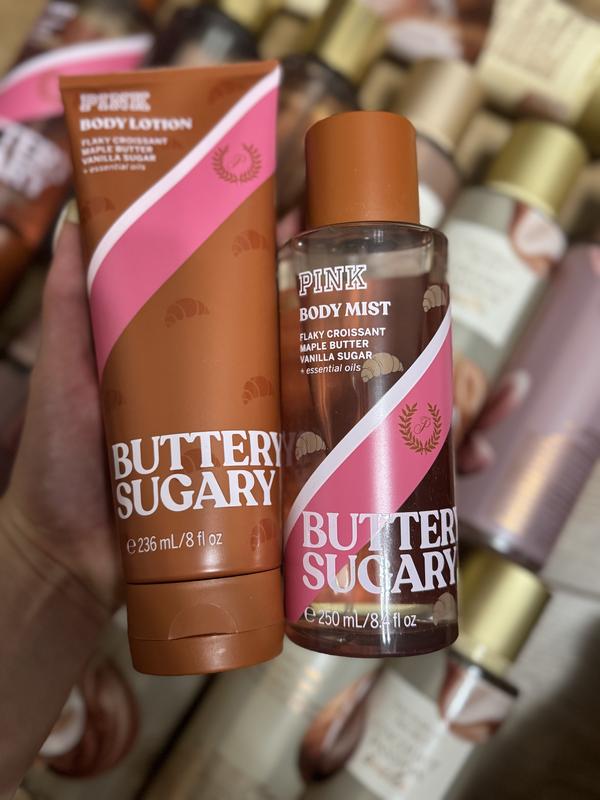 PINK
BODY LOTION
FLAKY CROISSANT
MAPLE BUTTER
VANILLA SUGAR
+ essential oils
P
BUTTERY
SUGARY
℮ 236 mL/8 fl oz
PINK
BODY MIST
FLAKY CROISSANT
MAPLE BUTTER
VANILLA SUGAR
+ essential oils
P
BUTTERY
SUGARY
℮ 250 mL/8.4 fl oz